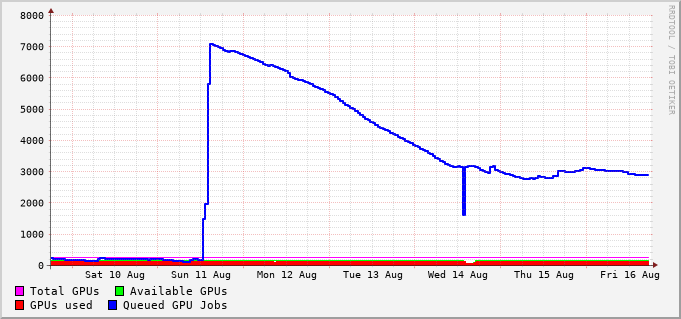 8000
7000
6000
5000
4000
3000
2000
1000
0
Sat 10 Aug Sun 11 Aug Mon 12 Aug Tue 13 Aug Wed 14 Aug Thu 15 Aug Fri 16 Aug
Total GPUs Available GPUs
GPUs used Queued GPU Jobs
RRDTOOL / TOBI OETIKER